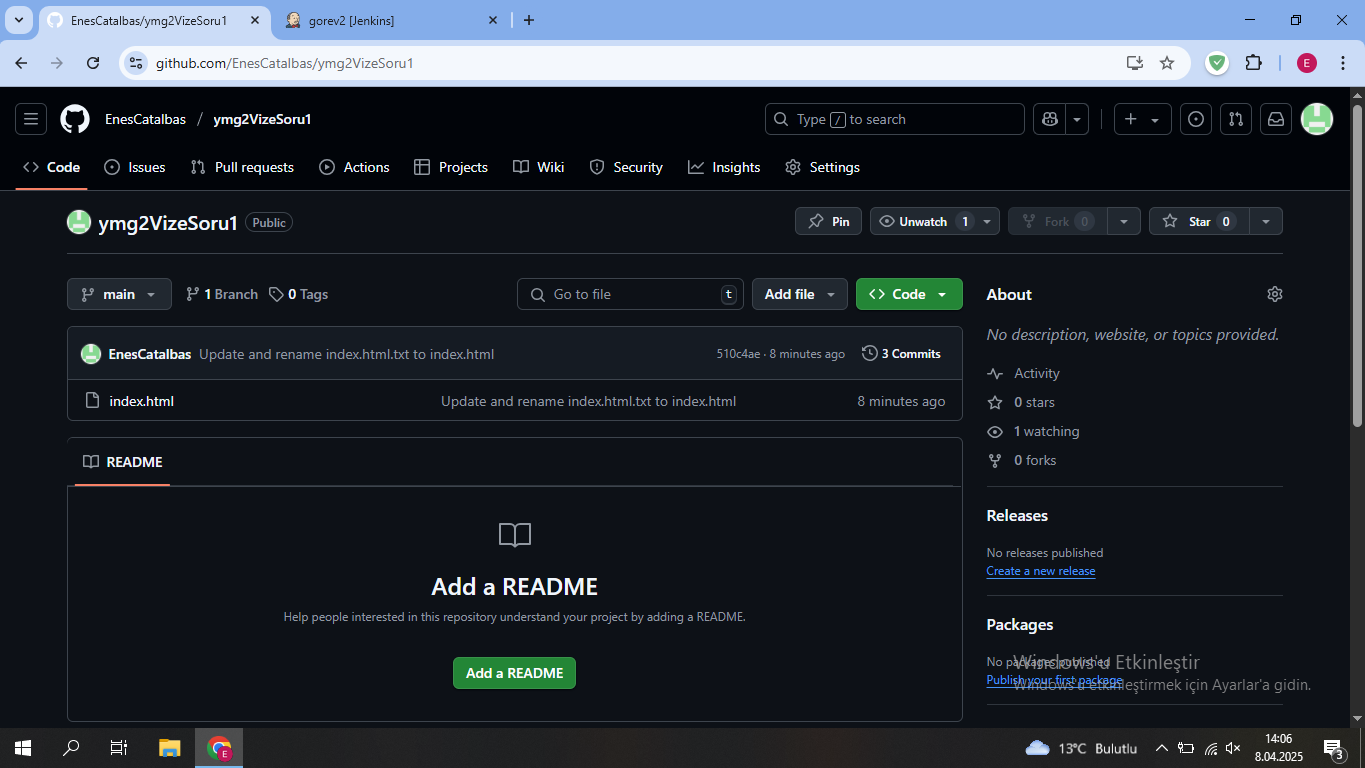 EnesCatalbas/ymg2VizeSoru1
gorev2 [Jenkins]
github.com/EnesCatalbas/ymg2VizeSoru1
E
EnesCatalbas / ymg2VizeSoru1
Type / to search
Code Issues Pull requests Actions Projects Wiki Security Insights Settings
ymg2VizeSoru1 Public
Pin Unwatch 1 Fork 0 Star 0
main 1 Branch 0 Tags Go to file t Add file Code
EnesCatalbas Update and rename index.html.txt to index.html 510c4ae · 8 minutes ago 3 Commits
index.html Update and rename index.html.txt to index.html 8 minutes ago
README
Add a README
Help people interested in this repository understand your project by adding a README.
Add a README
About
No description, website, or topics provided.
Activity
0 stars
1 watching
0 forks
Releases
No releases published
Create a new release
Packages
No packages published
Publish your first package
Windows'u Etkinleştir
Windows'u etkinleştirmek için Ayarlar'a gidin.
E
13°C Bulutlu
14:06
8.04.2025
3